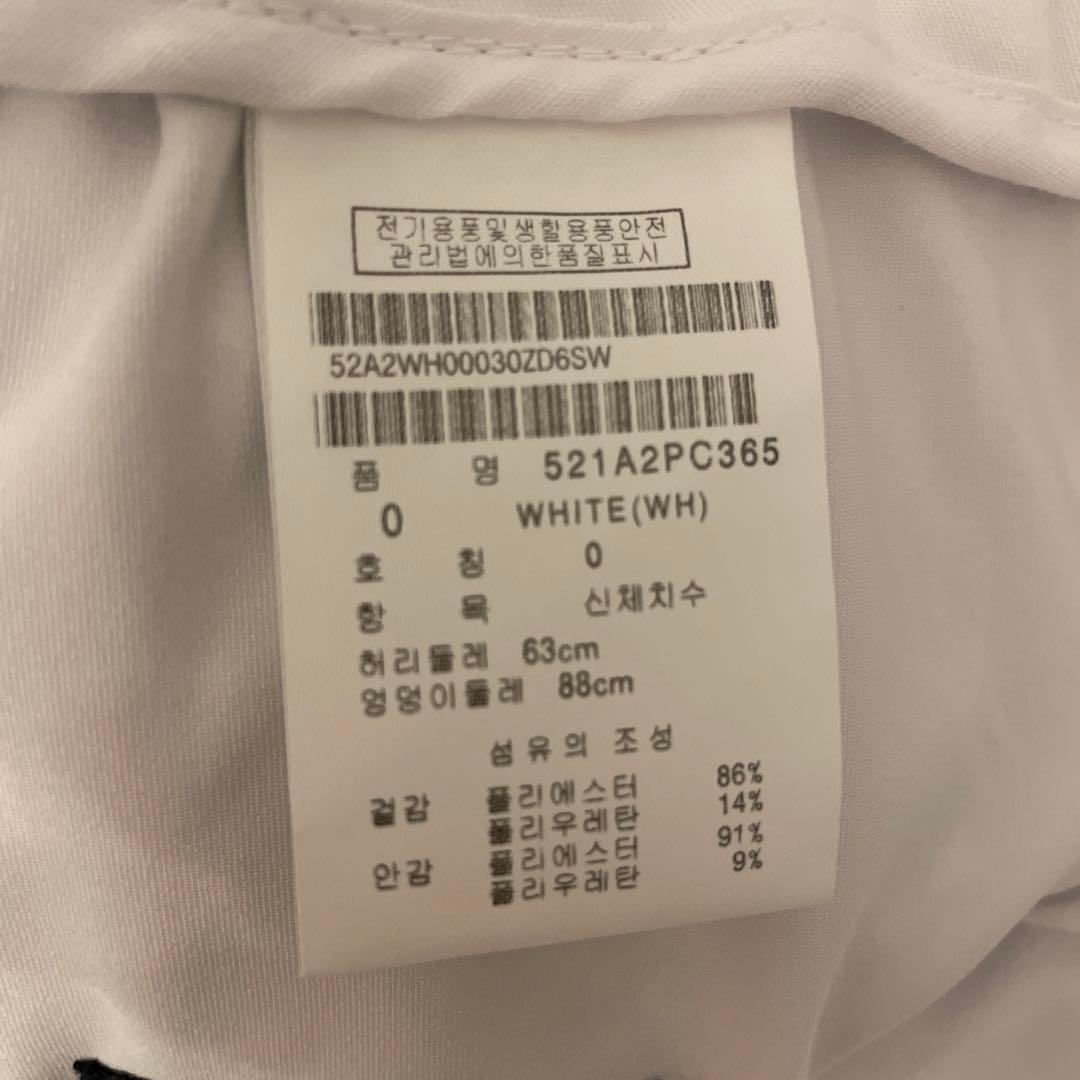 전기용품및생활용품안전
관리법에의한품질표시
52A2WH00030ZD6SW
품 명 521A2PC365
0 WHITE(WH)
호 칭 0
항 목 신체치수
허리둘레 63cm
엉덩이둘레 88cm
섬유의 조성
겉감 폴리에스터 86%
폴리우레탄 14%
안감 폴리에스터 91%
폴리우레탄 9%